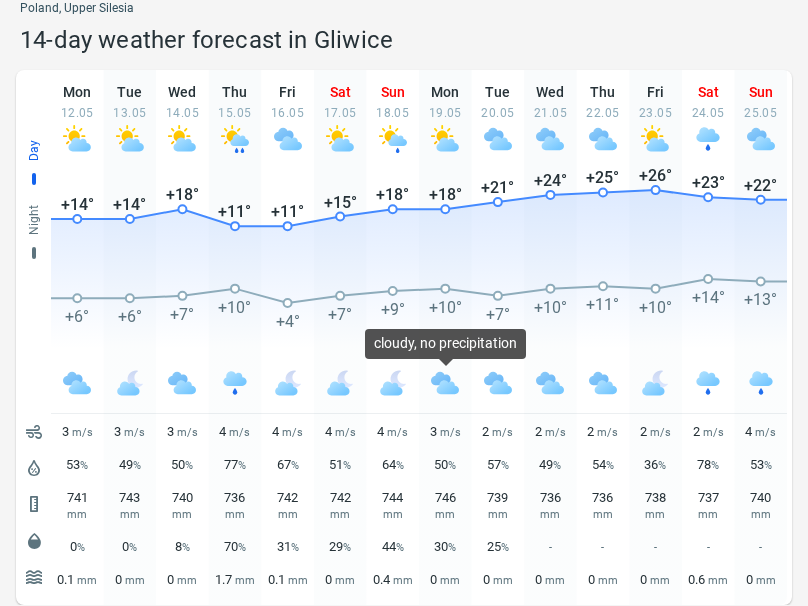 Poland, Upper Silesia
14-day weather forecast in Gliwice
Mon Tue Wed Thu Fri Sat Sun Mon Tue Wed Thu Fri Sat Sun
12.05 13.05 14.05 15.05 16.05 17.05 18.05 19.05 20.05 21.05 22.05 23.05 24.05 25.05
Day
+14° +14° +18° +11° +11° +15° +18° +18° +21° +24° +25° +26° +23° +22°
Night
+6° +6° +7° +10° +4° +7° +9° +10° +7° +10° +11° +10° +14° +13°
cloudy, no precipitation
3 m/s 3 m/s 3 m/s 4 m/s 4 m/s 4 m/s 4 m/s 3 m/s 2 m/s 2 m/s 2 m/s 2 m/s 2 m/s 4 m/s
53% 49% 50% 77% 67% 51% 64% 50% 57% 49% 54% 36% 78% 53%
741 743 740 736 742 742 744 746 739 736 736 738 737 740
mm mm mm mm mm mm mm mm mm mm mm mm mm mm
0% 0% 8% 70% 31% 29% 44% 30% 25% - - - - -
0.1 mm 0 mm 0 mm 1.7 mm 0.1 mm 0 mm 0.4 mm 0 mm 0 mm 0 mm 0 mm 0 mm 0.6 mm 0 mm